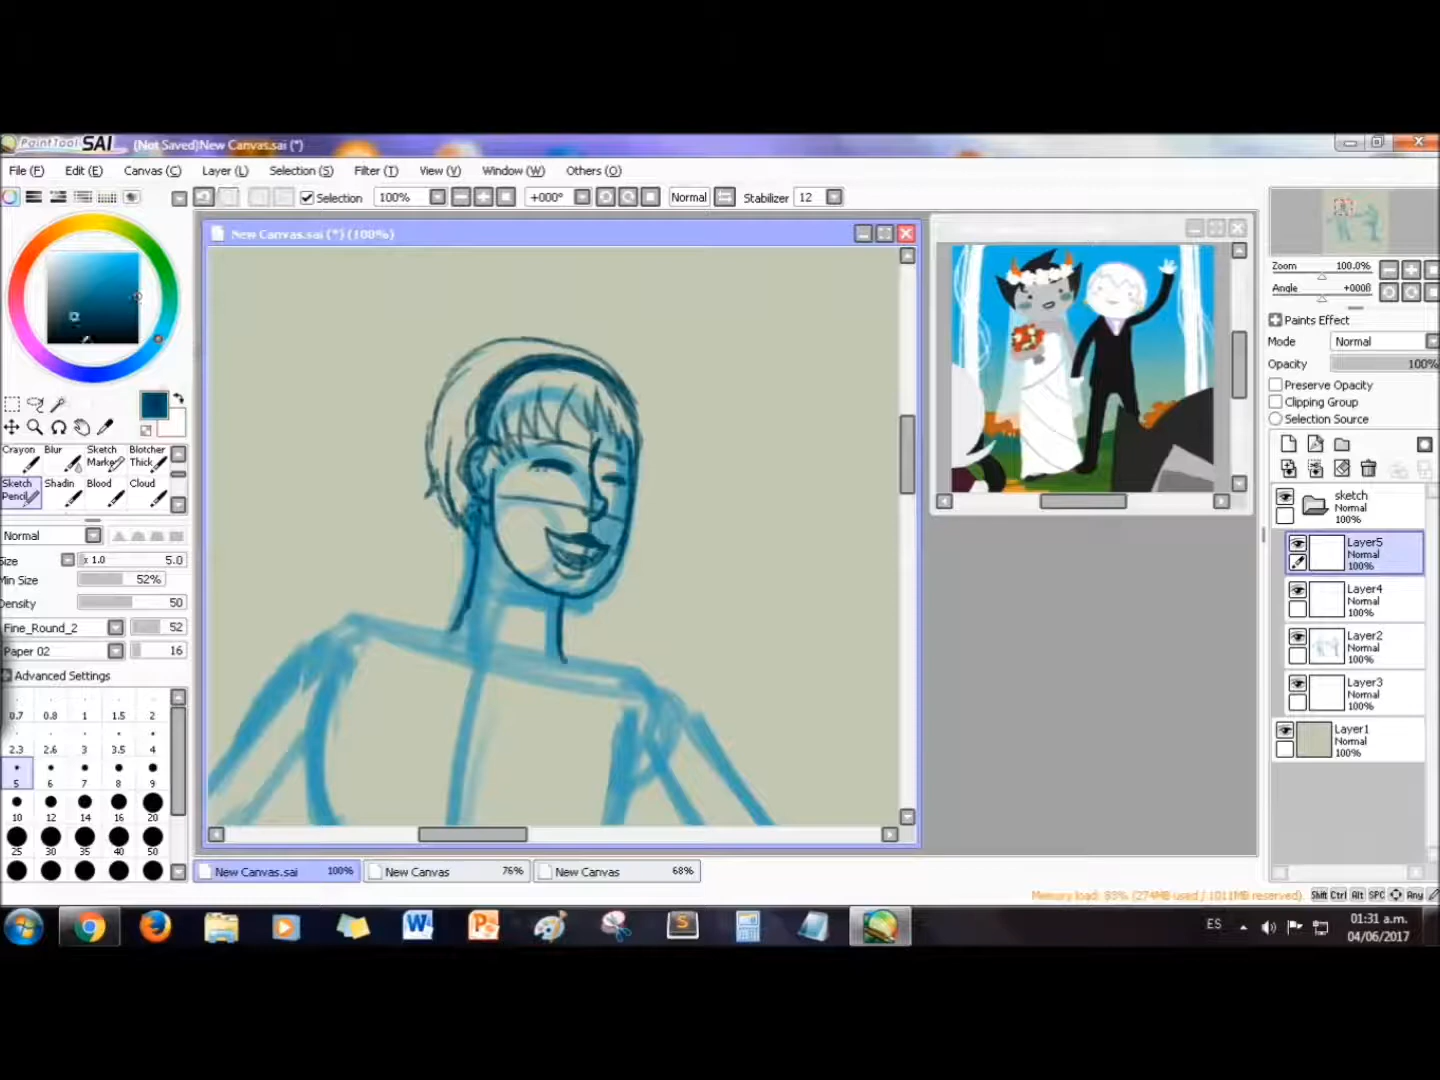 PaintTool SAI (Not Saved)New Canvas.sai (*)
File (F) Edit (E) Canvas (C) Layer (L) Selection (S) Filter (T) View (V) Window (W) Others (O)
Selection 100% +000° Normal Stabilizer 12
New Canvas.sai (*) (100%)
Zoom 100.0%
Angle +000
Paints Effect
Mode Normal
Opacity 100%
Preserve Opacity
Clipping Group
Selection Source
Crayon Blur Sketch Marke Blotcher Thick
Sketch Pencil Shadin Blood Cloud
Normal
Size x 1.0 5.0
Min Size 52%
Density 50
Fine_Round_2 52
Paper 02 16
Advanced Settings
0.7 0.8 1 1.5 2
2.3 2.6 3 3.5 4
5 6 7 8 9
10 12 14 16 20
25 30 35 40 50
sketch
Normal
100%
Layer5
Normal
100%
Layer4
Normal
100%
Layer2
Normal
100%
Layer3
Normal
100%
Layer1
Normal
100%
New Canvas.sai 100% New Canvas 76% New Canvas 68%
Memory load: 83% (274MB used / 1011MB reserved) Shift Ctrl Alt SPC Any
ES 01:31 a.m.
04/06/2017